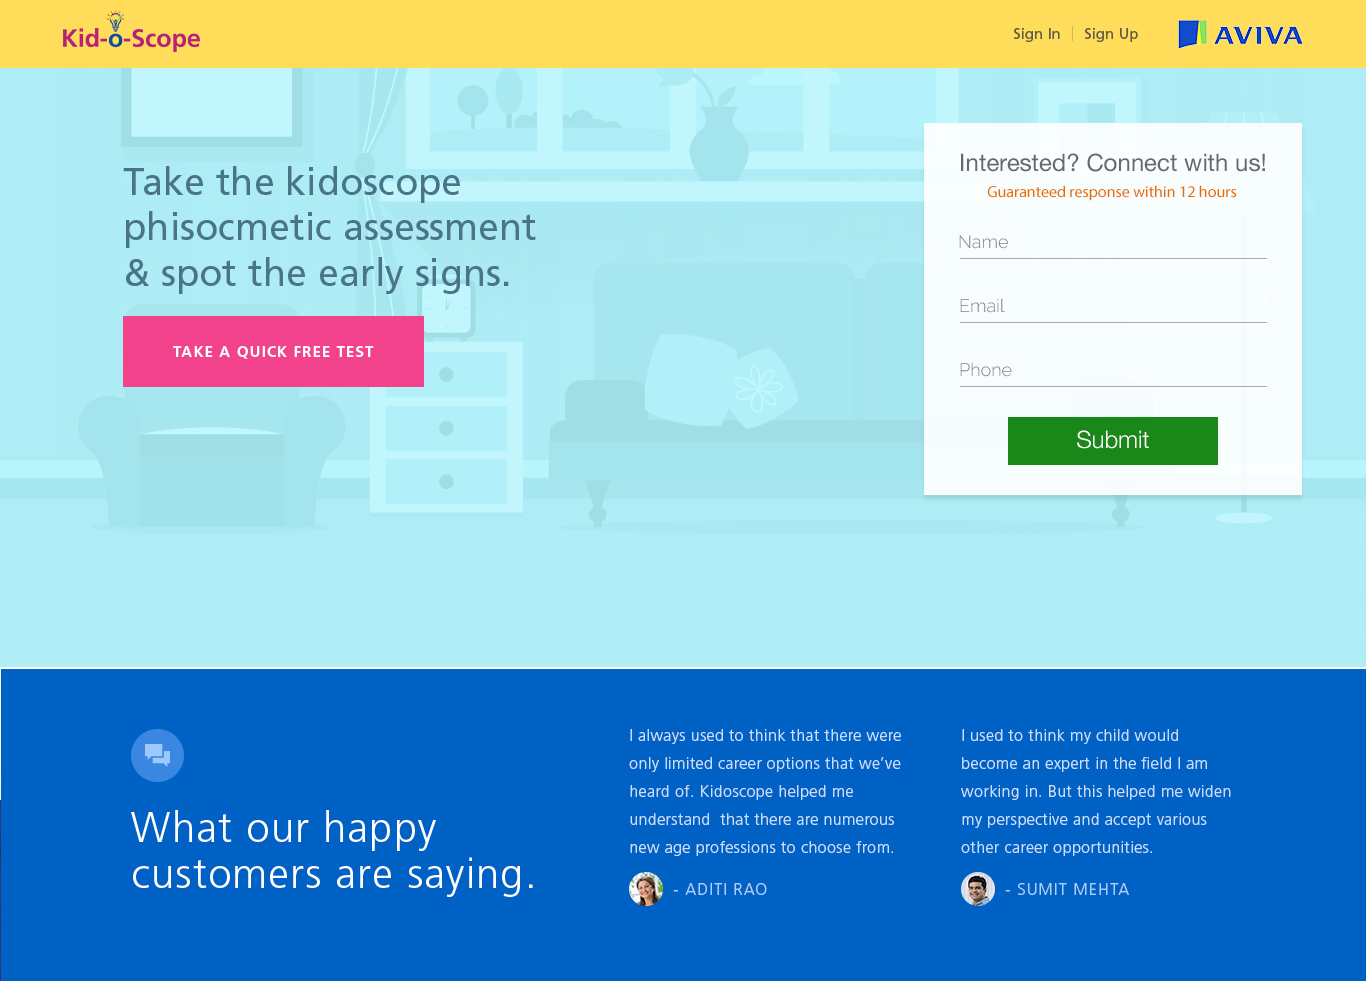 Kid-o-Scope
Sign In
Sign Up
AVIVA
Take the kidoscope
phisocmetic assessment
& spot the early signs.
TAKE A QUICK FREE TEST
Interested? Connect with us!
Guaranteed response within 12 hours
Name
Email
Phone
Submit
What our happy
customers are saying.
I always used to think that there were
only limited career options that we’ve
heard of. Kidoscope helped me
understand  that there are numerous
new age professions to choose from.
- ADITI RAO
I used to think my child would
become an expert in the field I am
working in. But this helped me widen
my perspective and accept various
other career opportunities.
- SUMIT MEHTA